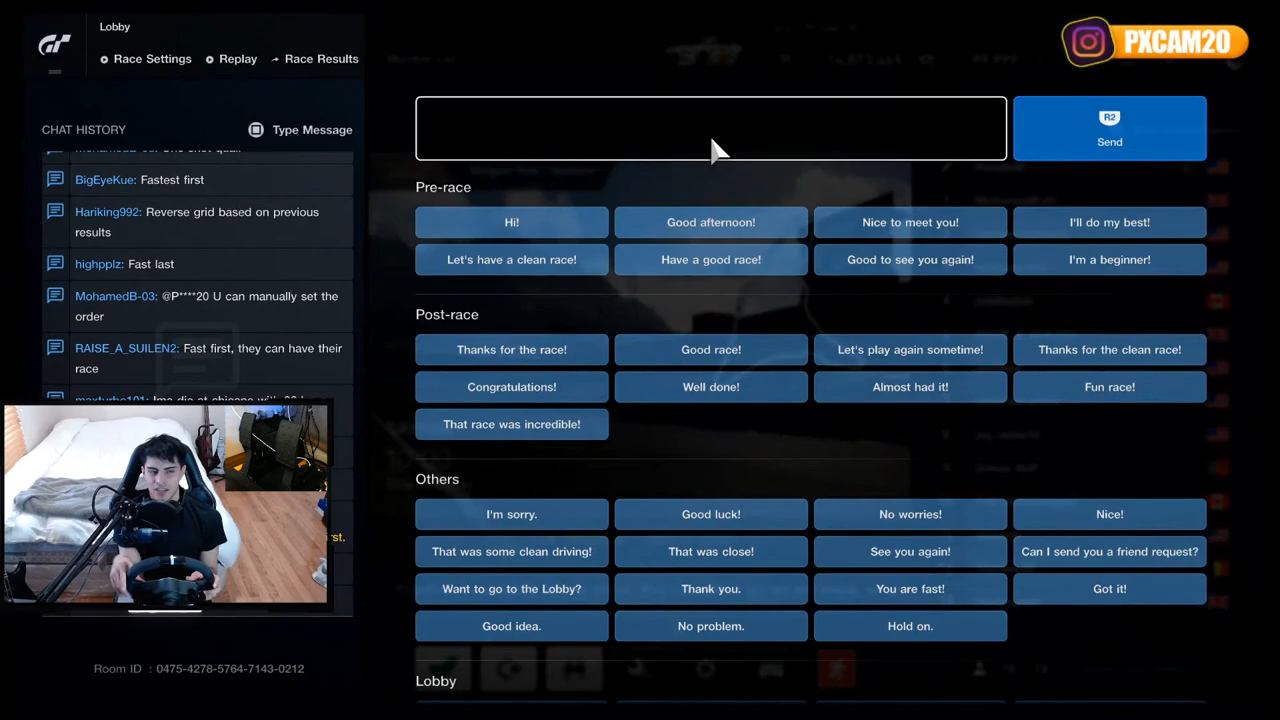 Lobby
PXCAM20
Race Settings Replay Race Results
CHAT HISTORY Type Message
R2
Send
BigEyeKue: Fastest first
Hariking992: Reverse grid based on previous
results
highpplz: Fast last
MohamedB-03: @P****20 U can manually set the
order
RAISE_A_SUILEN2: Fast first, they can have their
race
Room ID : 0475-4278-5764-7143-0212
Pre-race
Hi! Good afternoon! Nice to meet you! I'll do my best!
Let's have a clean race! Have a good race! Good to see you again! I'm a beginner!
Post-race
Thanks for the race! Good race! Let's play again sometime! Thanks for the clean race!
Congratulations! Well done! Almost had it! Fun race!
That race was incredible!
Others
I'm sorry. Good luck! No worries! Nice!
That was some clean driving! That was close! See you again! Can I send you a friend request?
Want to go to the Lobby? Thank you. You are fast! Got it!
Good idea. No problem. Hold on.
Lobby